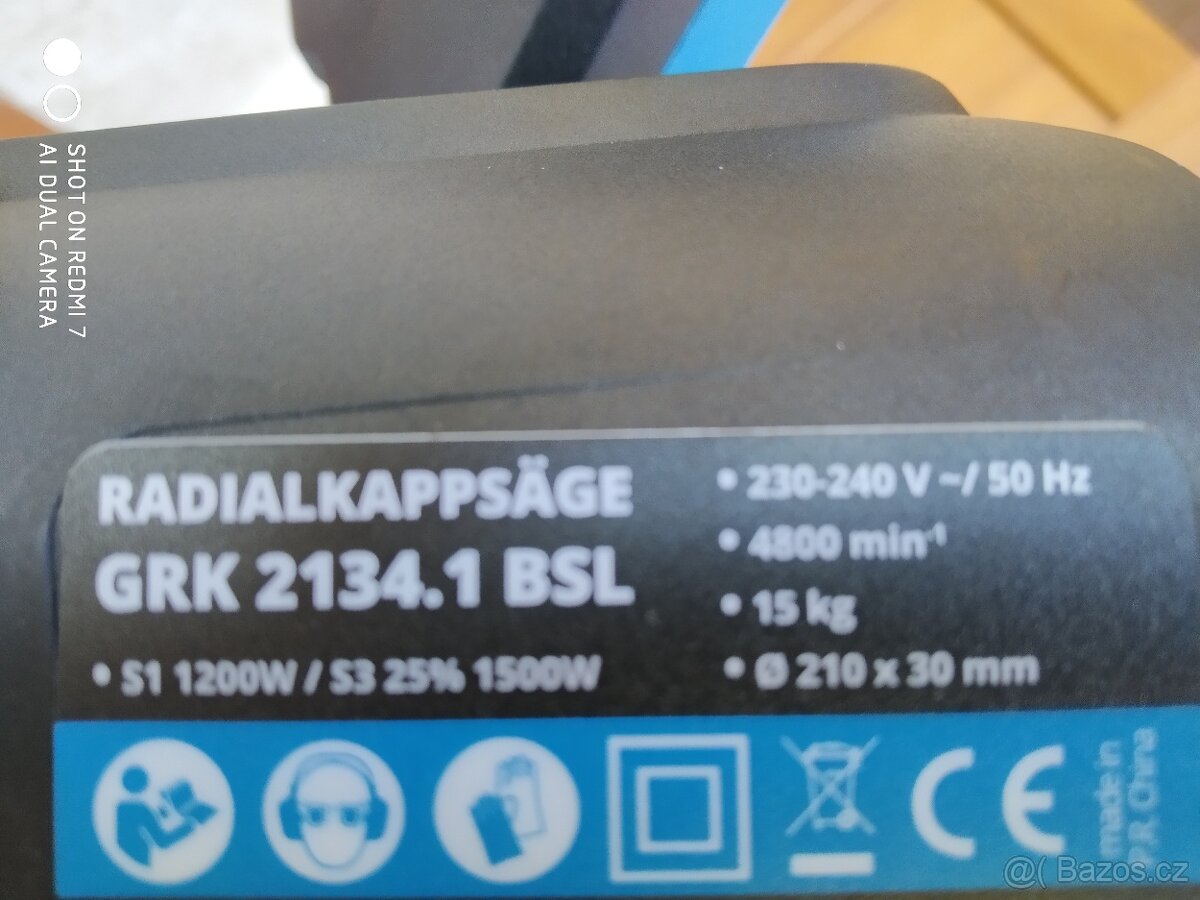 SHOT ON REDMI 7
AI DUAL CAMERA
RADIALKAPPSÄGE
GRK 2134.1 BSL
• S1 1200W / S3 25% 1500W
• 230-240 V ~/ 50 Hz
• 4800 min-1
• 15 kg
• Ø 210 x 30 mm
CE
made in
P.R. China
@( Bazos.cz